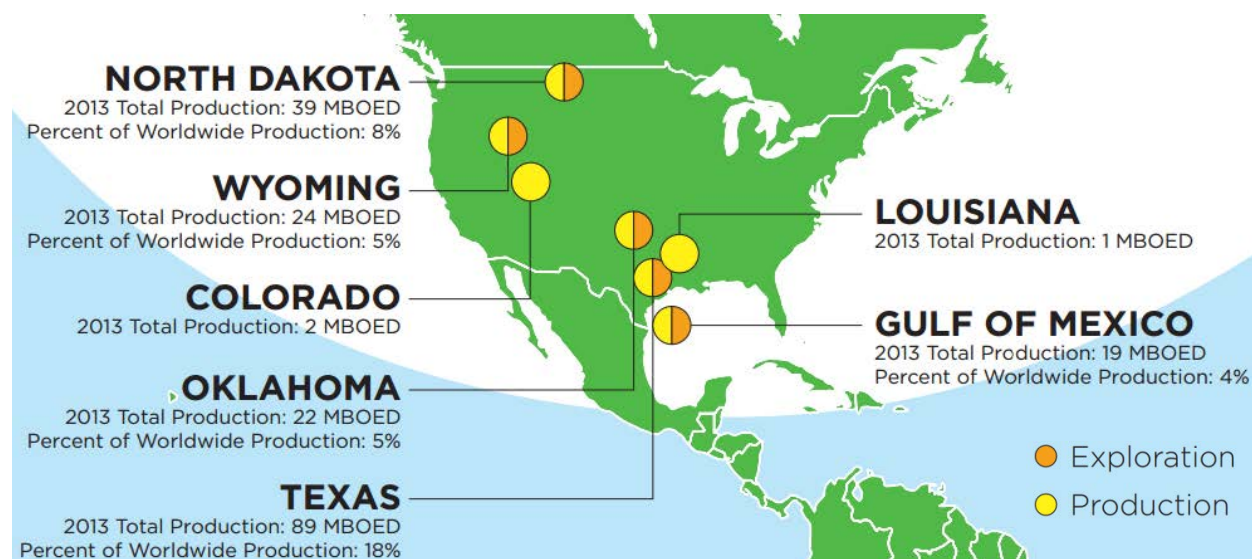 NORTH DAKOTA
2013 Total Production: 39 MBOED
Percent of Worldwide Production: 8%
WYOMING
2013 Total Production: 24 MBOED
Percent of Worldwide Production: 5%
COLORADO
2013 Total Production: 2 MBOED
OKLAHOMA
2013 Total Production: 22 MBOED
Percent of Worldwide Production: 5%
TEXAS
2013 Total Production: 89 MBOED
Percent of Worldwide Production: 18%
LOUISIANA
2013 Total Production: 1 MBOED
GULF OF MEXICO
2013 Total Production: 19 MBOED
Percent of Worldwide Production: 4%
Exploration
Production